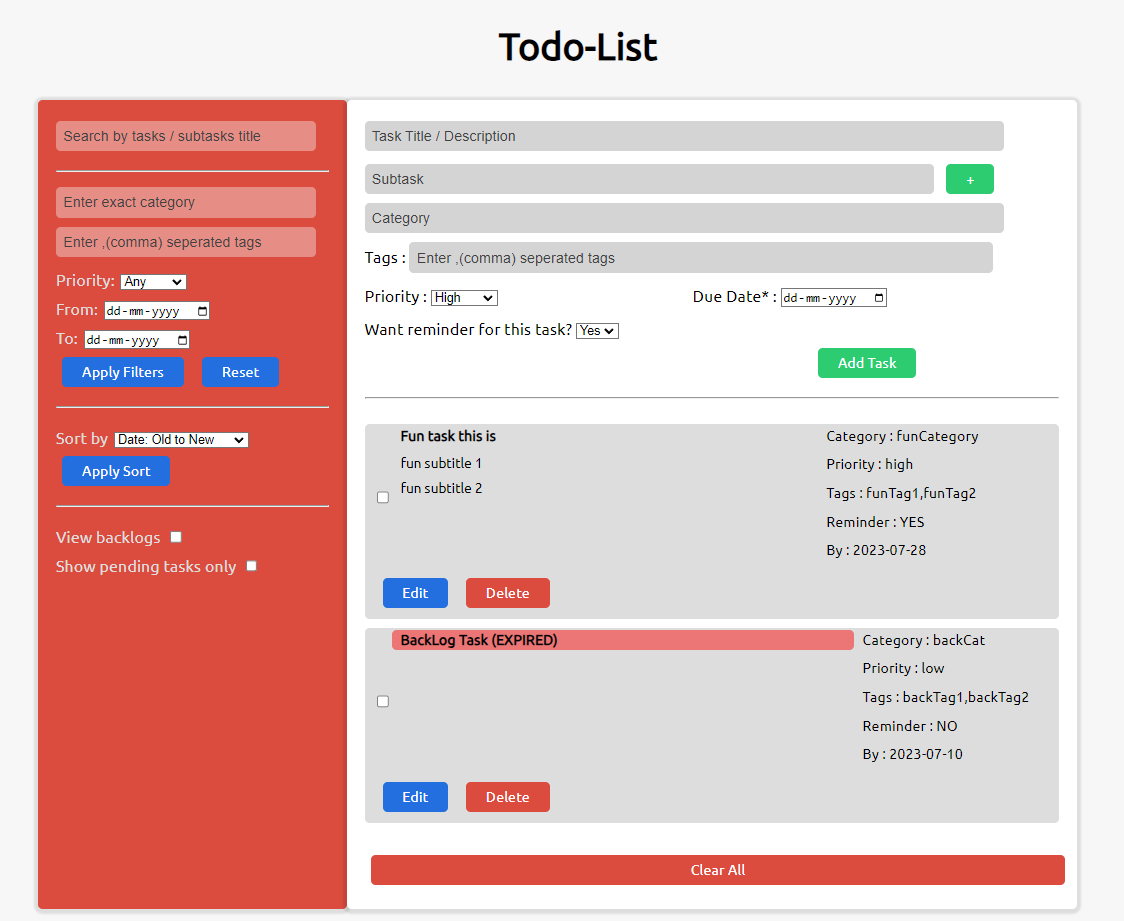 Todo-List
Search by tasks / subtasks title
Enter exact category
Enter ,(comma) seperated tags
Priority: Any
From: dd-mm-yyyy
To: dd-mm-yyyy
Apply Filters Reset
Sort by Date: Old to New
Apply Sort
View backlogs
Show pending tasks only
Task Title / Description
Subtask +
Category
Tags : Enter ,(comma) seperated tags
Priority : High Due Date* : dd-mm-yyyy
Want reminder for this task? Yes
Add Task
Fun task this is
fun subtitle 1
fun subtitle 2
Category : funCategory
Priority : high
Tags : funTag1,funTag2
Reminder : YES
By : 2023-07-28
Edit Delete
BackLog Task (EXPIRED)
Category : backCat
Priority : low
Tags : backTag1,backTag2
Reminder : NO
By : 2023-07-10
Edit Delete
Clear All